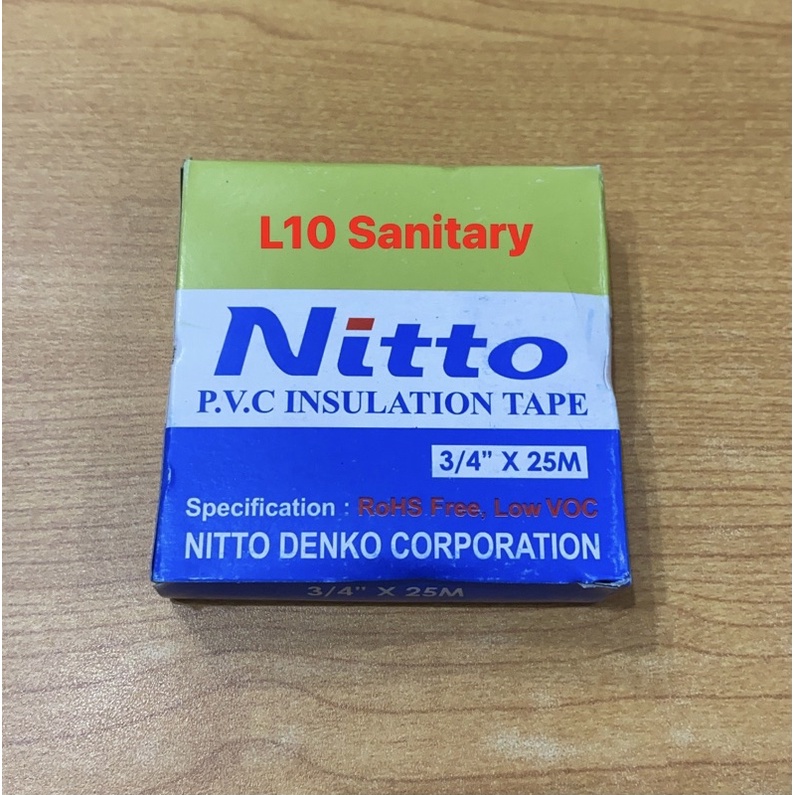 L10 Sanitary
Nitto
P.V.C INSULATION TAPE
3/4" X 25M
Specification : RoHS Free, Low VOC
NITTO DENKO CORPORATION
3/4" X 25M